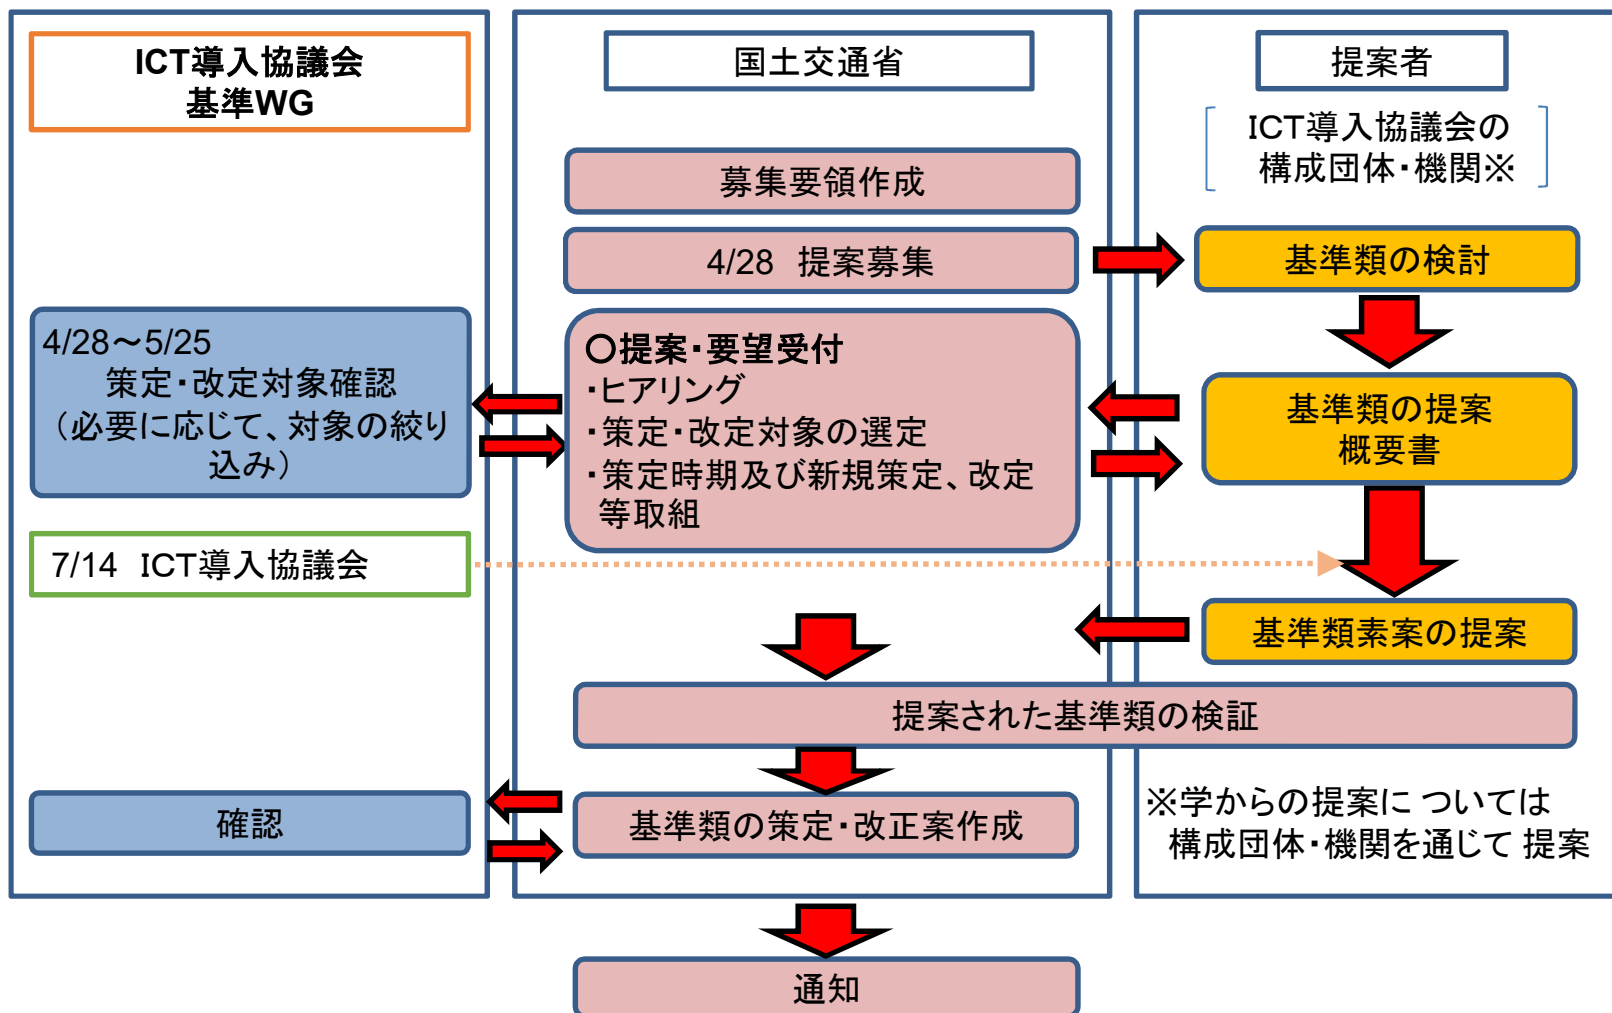 ICT導入協議会
基準WG
国土交通省
提案者
ICT導入協議会の
構成団体・機関※
募集要領作成
4/28 提案募集
基準類の検討
4/28~5/25
策定・改定対象確認
(必要に応じて、対象の絞り
込み)
〇提案・要望受付
・ヒアリング
・策定・改定対象の選定
・策定時期及び新規策定、改定
等取組
基準類の提案
概要書
7/14 ICT導入協議会
基準類素案の提案
提案された基準類の検証
確認
基準類の策定・改正案作成
※学からの提案に ついては
構成団体・機関を通じて 提案
通知